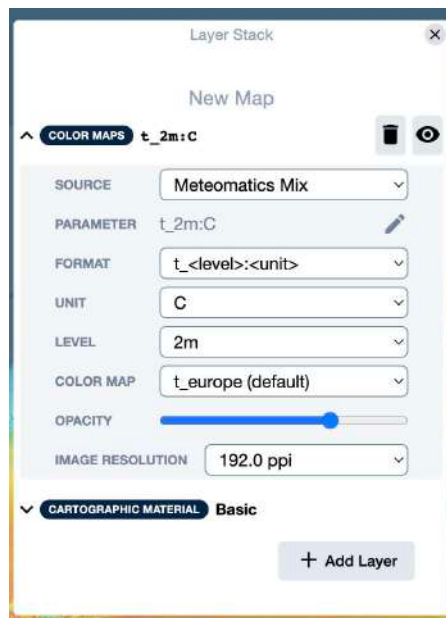 Layer Stack
New Map
COLOR MAPS t_2m:C
SOURCE Meteomatics Mix
PARAMETER t_2m:C
FORMAT t_<level>:<unit>
UNIT C
LEVEL 2m
COLOR MAP t_europe (default)
OPACITY
IMAGE RESOLUTION 192.0 ppi
CARTOGRAPHIC MATERIAL Basic
+ Add Layer